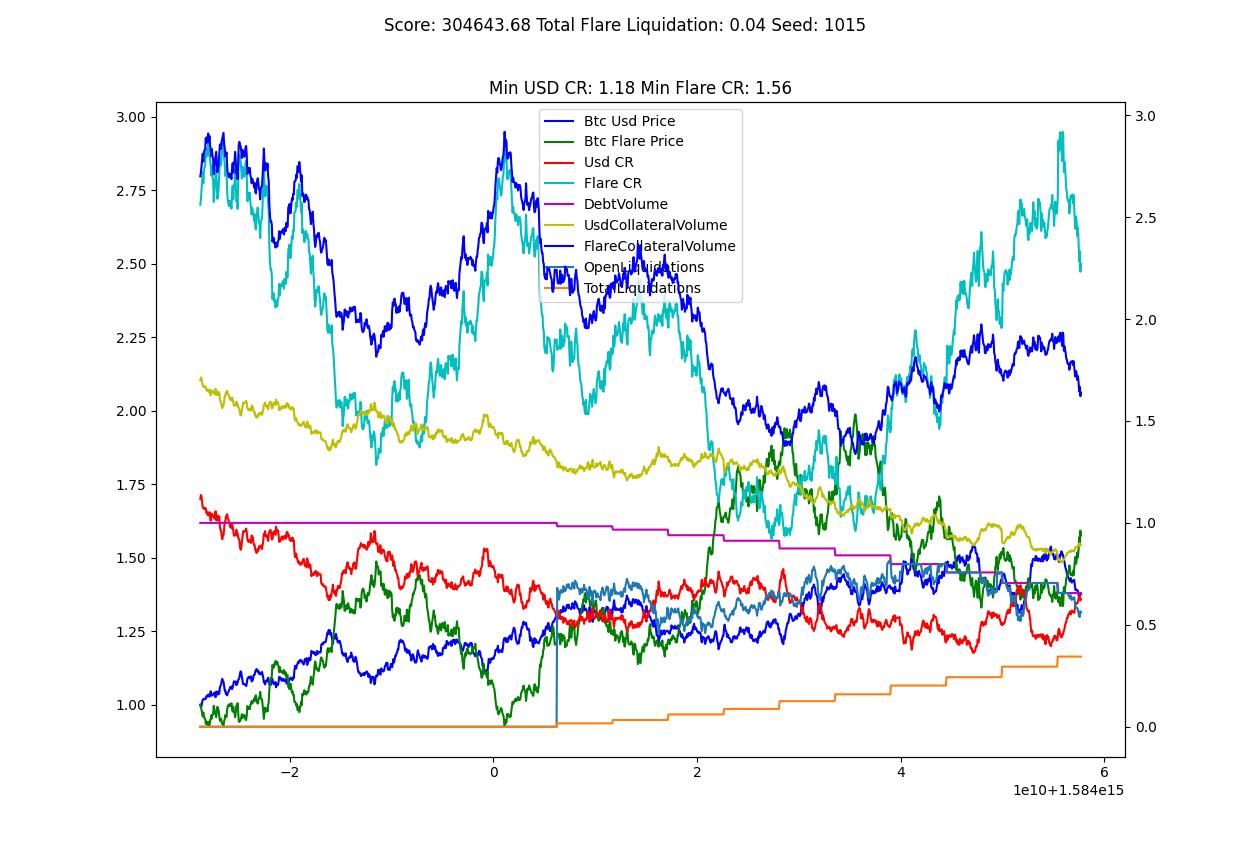 Score: 304643.68 Total Flare Liquidation: 0.04 Seed: 1015
Min USD CR: 1.18 Min Flare CR: 1.56
Btc Usd Price
Btc Flare Price
Usd CR
Flare CR
DebtVolume
UsdCollateralVolume
FlareCollateralVolume
OpenLiquidations
TotalLiquidations
3.00
2.75
2.50
2.25
2.00
1.75
1.50
1.25
1.00
3.0
2.5
2.0
1.5
1.0
0.5
0.0
−2 0 2 4 6
1e10+1.584e15